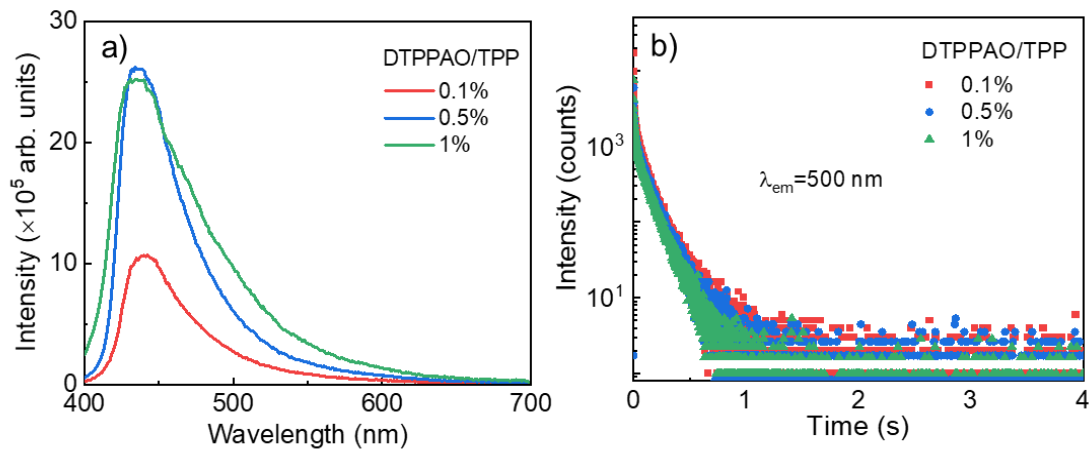 a)
DTPPAO/TPP
0.1%
0.5%
1%
30
20
10
0
400 500 600 700
Intensity (×10⁵ arb. units)
Wavelength (nm)
b)
DTPPAO/TPP
0.1%
0.5%
1%
λem=500 nm
10³
10¹
0 1 2 3 4
Intensity (counts)
Time (s)